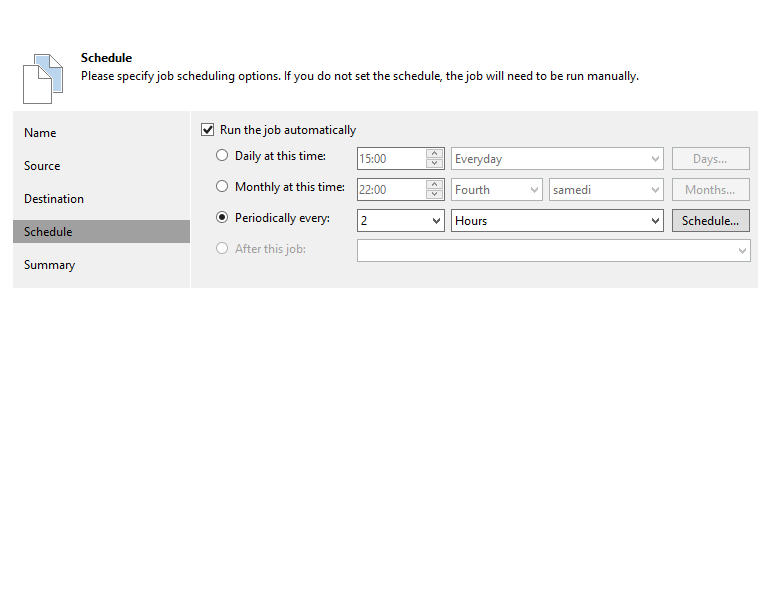 Schedule
Please specify job scheduling options. If you do not set the schedule, the job will need to be run manually.
Name
Source
Destination
Schedule
Summary
Run the job automatically
Daily at this time: 15:00 Everyday Days...
Monthly at this time: 22:00 Fourth samedi Months...
Periodically every: 2 Hours Schedule...
After this job: